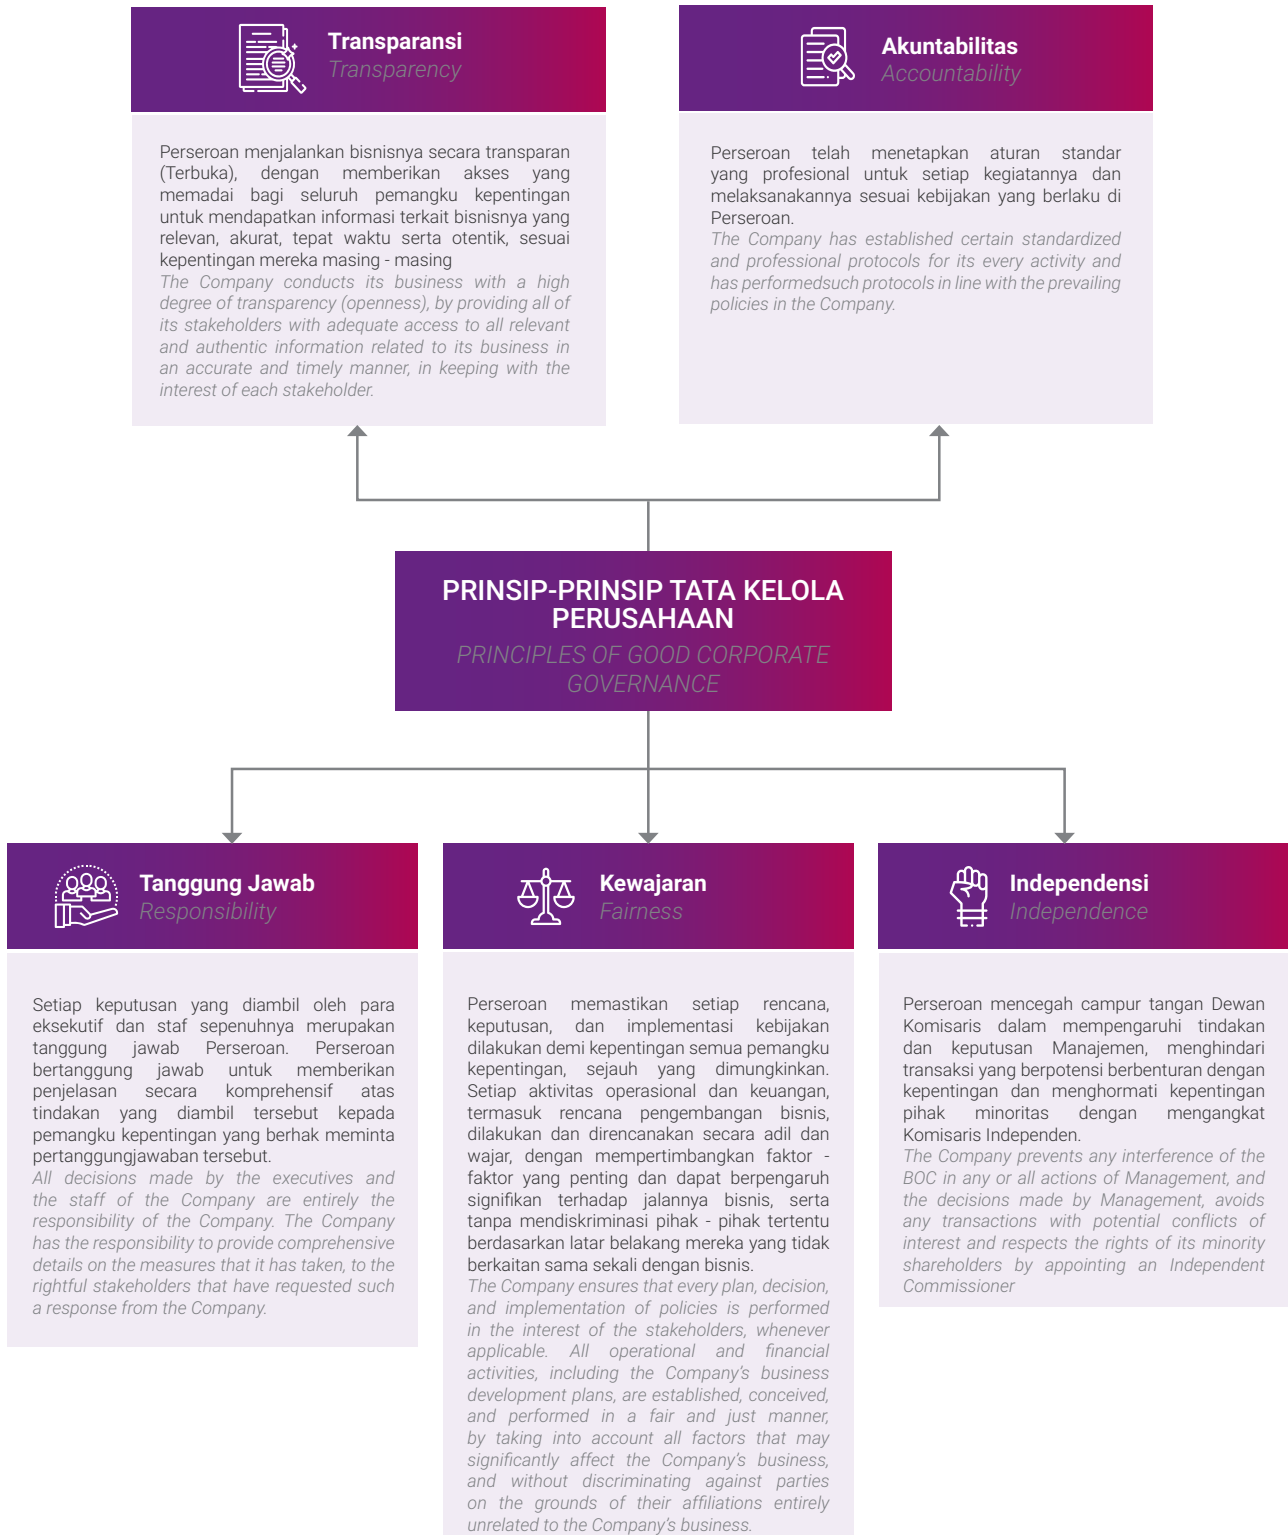 Transparansi
Transparency
Perseroan menjalankan bisnisnya secara transparan
(Terbuka), dengan memberikan akses yang
memadai bagi seluruh pemangku kepentingan
untuk mendapatkan informasi terkait bisnisnya yang
relevan, akurat, tepat waktu serta otentik, sesuai
kepentingan mereka masing - masing
The Company conducts its business with a high
degree of transparency (openness), by providing all of
its stakeholders with adequate access to all relevant
and authentic information related to its business in
an accurate and timely manner, in keeping with the
interest of each stakeholder.
Akuntabilitas
Accountability
Perseroan telah menetapkan aturan standar
yang profesional untuk setiap kegiatannya dan
melaksanakannya sesuai kebijakan yang berlaku di
Perseroan.
The Company has established certain standardized
and professional protocols for its every activity and
has performedsuch protocols in line with the prevailing
policies in the Company.
PRINSIP-PRINSIP TATA KELOLA
PERUSAHAAN
PRINCIPLES OF GOOD CORPORATE
GOVERNANCE
Tanggung Jawab
Responsibility
Setiap keputusan yang diambil oleh para
eksekutif dan staf sepenuhnya merupakan
tanggung jawab Perseroan. Perseroan
bertanggung jawab untuk memberikan
penjelasan secara komprehensif atas
tindakan yang diambil tersebut kepada
pemangku kepentingan yang berhak meminta
pertanggungjawaban tersebut.
All decisions made by the executives and
the staff of the Company are entirely the
responsibility of the Company. The Company
has the responsibility to provide comprehensive
details on the measures that it has taken, to the
rightful stakeholders that have requested such
a response from the Company.
Kewajaran
Fairness
Perseroan memastikan setiap rencana,
keputusan, dan implementasi kebijakan
dilakukan demi kepentingan semua pemangku
kepentingan, sejauh yang dimungkinkan.
Setiap aktivitas operasional dan keuangan,
termasuk rencana pengembangan bisnis,
dilakukan dan direncanakan secara adil dan
wajar, dengan mempertimbangkan faktor -
faktor yang penting dan dapat berpengaruh
signifikan terhadap jalannya bisnis, serta
tanpa mendiskriminasi pihak - pihak tertentu
berdasarkan latar belakang mereka yang tidak
berkaitan sama sekali dengan bisnis.
The Company ensures that every plan, decision,
and implementation of policies is performed
in the interest of the stakeholders, whenever
applicable. All operational and financial
activities, including the Company’s business
development plans, are established, conceived,
and performed in a fair and just manner,
by taking into account all factors that may
significantly affect the Company’s business,
and without discriminating against parties
on the grounds of their affiliations entirely
unrelated to the Company’s business.
Independensi
Independence
Perseroan mencegah campur tangan Dewan
Komisaris dalam mempengaruhi tindakan
dan keputusan Manajemen, menghindari
transaksi yang berpotensi berbenturan dengan
kepentingan dan menghormati kepentingan
pihak minoritas dengan mengangkat
Komisaris Independen.
The Company prevents any interference of the
BOC in any or all actions of Management, and
the decisions made by Management, avoids
any transactions with potential conflicts of
interest and respects the rights of its minority
shareholders by appointing an Independent
Commissioner